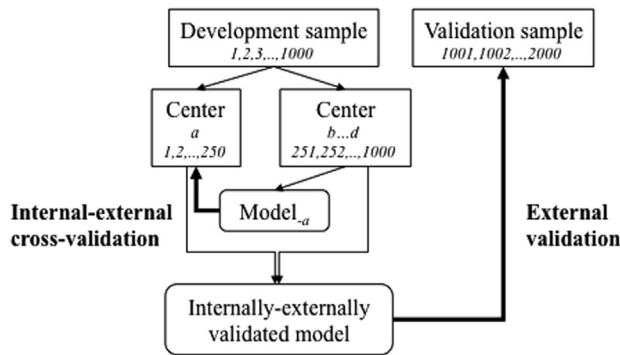 Development sample
1,2,3,..,1000
Validation sample
1001,1002,..,2000
Center
a
1,2,..,250
Center
b...d
251,252,..,1000
Model-a
Internal-external
cross-validation
External
validation
Internally-externally
validated model